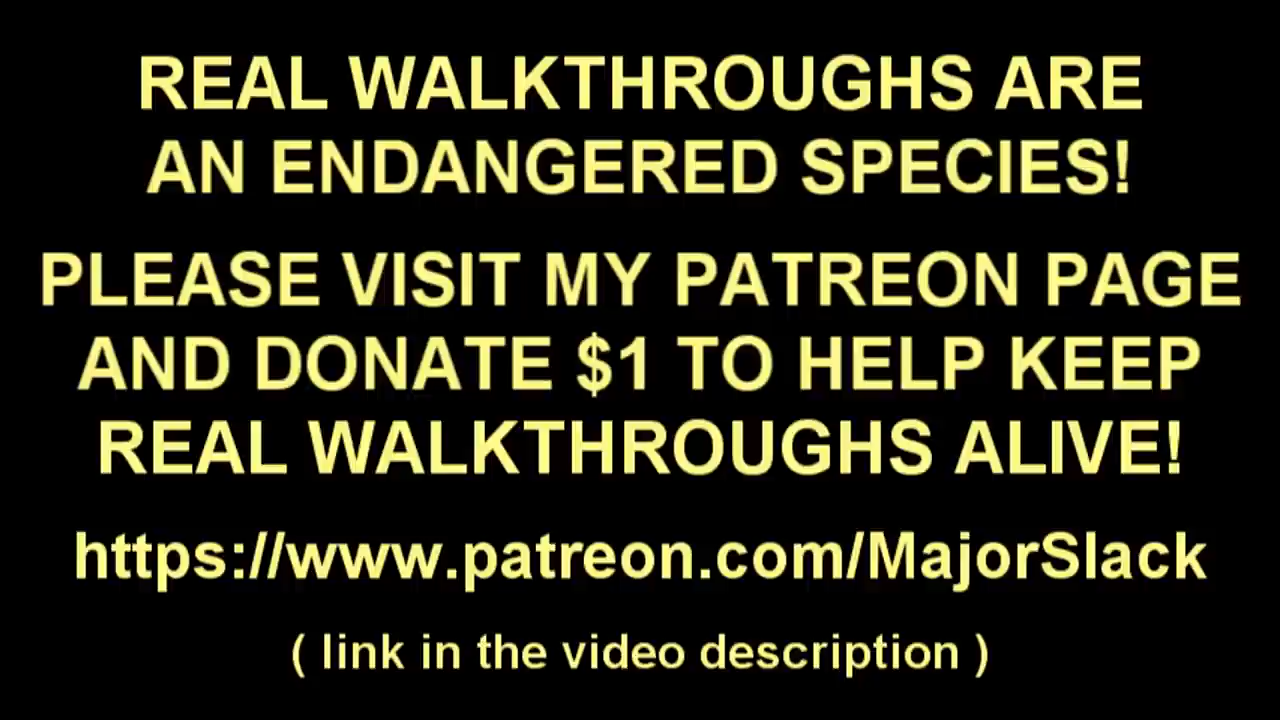 REAL WALKTHROUGHS ARE
AN ENDANGERED SPECIES!
PLEASE VISIT MY PATREON PAGE
AND DONATE $1 TO HELP KEEP
REAL WALKTHROUGHS ALIVE!
https://www.patreon.com/MajorSlack
( link in the video description )